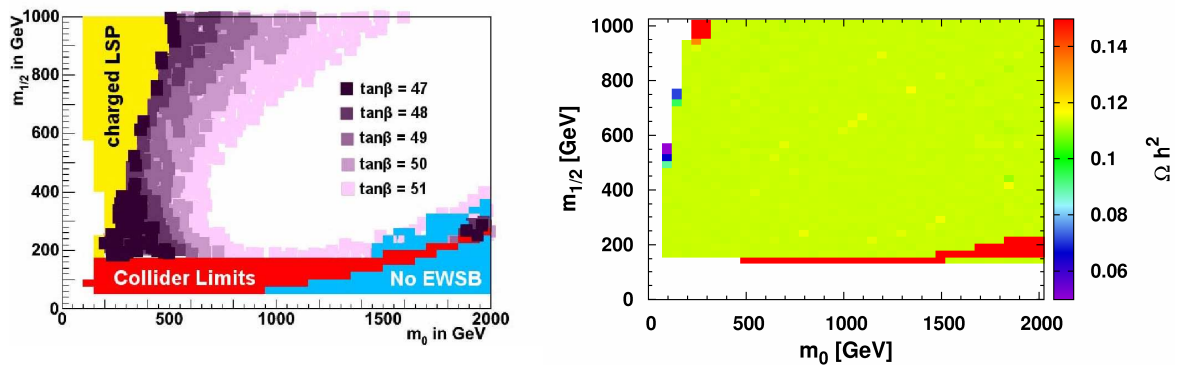 m1/2 in GeV
1000
800
600
400
200
0
charged LSP
tanβ = 47
tanβ = 48
tanβ = 49
tanβ = 50
tanβ = 51
Collider Limits
No EWSB
0 500 1000 1500 2000
m0 in GeV
m1/2 [GeV]
1000
800
600
400
200
0
0 500 1000 1500 2000
m0 [GeV]
0.14
0.12
0.1
0.08
0.06
Ω h²